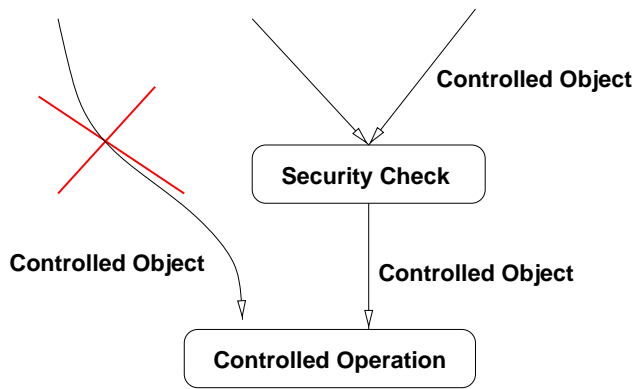 Controlled Object
Security Check
Controlled Object
Controlled Object
Controlled Operation